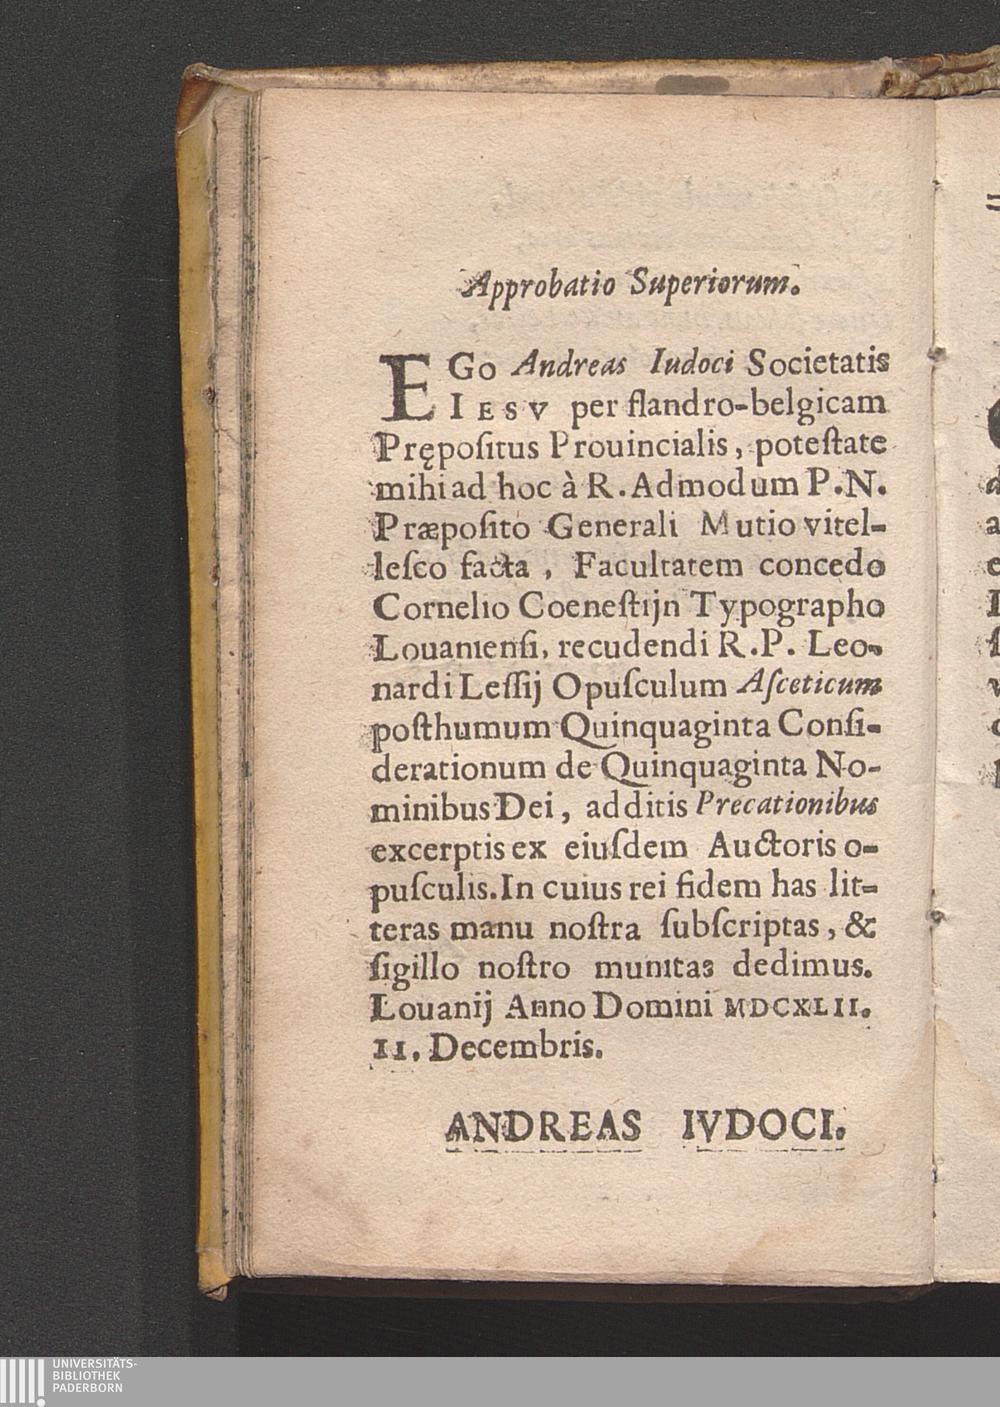 Approbatio Superiorum.
EGo Andreas Iudoci Societatis
IESV per flandro-belgicam
Prępoſitus Prouincialis, poteſtate
mihi ad hoc à R. Admodum P. N.
Præpoſito Generali Mutio vitel-
leſco facta, Facultatem concedo
Cornelio Coeneſtijn Typographo
Louanienſi, recudendi R. P. Leo-
nardi Leſſij Opuſculum Aſceticum
poſthumum Quinquaginta Conſi-
derationum de Quinquaginta No-
minibus Dei, additis Precationibus
excerptis ex eiuſdem Auctoris o-
puſculis. In cuius rei fidem has lit-
teras manu noſtra ſubſcriptas, &
ſigillo noſtro munitas dedimus.
Louanij Anno Domini MDCXLII.
11. Decembris.
ANDREAS IVDOCI.
UNIVERSITÄTS-
BIBLIOTHEK
PADERBORN